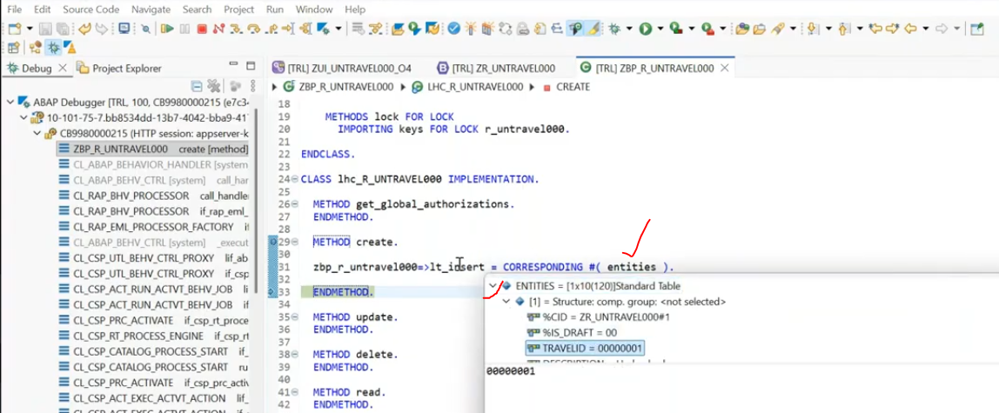 File Edit Source Code Navigate Search Project Run Window Help
Debug Project Explorer
[TRL] ZUI_UNTRAVEL000_O4 [TRL] ZR_UNTRAVEL000 [TRL] ZBP_R_UNTRAVEL000
ZBP_R_UNTRAVEL000 LHC_R_UNTRAVEL000 CREATE
ABAP Debugger [TRL, 100, CB9980000215 (e7c3
10-101-75-7.bb8534dd-13b7-4042-bba9-417
CB9980000215 (HTTP session: appserver-k
ZBP_R_UNTRAVEL000 create [method]
CL_ABAP_BEHAVIOR_HANDLER [system]
CL_ABAP_BEHV_CTRL [system] call_har
CL_RAP_BHV_PROCESSOR call_handle
CL_RAP_BHV_PROCESSOR if_rap_eml_
CL_RAP_EML_PROCESSOR_FACTORY if
CL_ABAP_BEHV_CTRL [system] _execut
CL_CSP_UTL_BEHV_CTRL_PROXY lif_ab
CL_CSP_UTL_BEHV_CTRL_PROXY if_csp
CL_CSP_ACT_RUN_ACTVT_BEHV_JOB
CL_CSP_ACT_RUN_ACTVT_BEHV_JOB
CL_CSP_PRC_ACTIVATE if_csp_rt_proce
CL_CSP_RT_PROCESS_ENGINE if_csp_rt
CL_CSP_CATALOG_PROCESS_START if_
CL_CSP_CATALOG_PROCESS_START ru
CL_CSP_PRC_ACTIVATE if_csp_prc_activ
CL_CSP_ACT_EXEC_ACTVT_ACTION lif_
CL_CSP_ACT_EXEC_ACTVT_ACTION if_
18
19 METHODS lock FOR LOCK
20 IMPORTING keys FOR LOCK r_untravel000.
21
22 ENDCLASS.
23
24 CLASS lhc_R_UNTRAVEL000 IMPLEMENTATION.
25
26 METHOD get_global_authorizations.
27 ENDMETHOD.
28
29 METHOD create.
30
31 zbp_r_untravel000=>lt_insert = CORRESPONDING #( entities ).
32
33 ENDMETHOD.
34
35 METHOD update.
36 ENDMETHOD.
37
38 METHOD delete.
39 ENDMETHOD.
40
41 METHOD read.
42 ENDMETHOD.
ENTITIES = [1x10(120)]Standard Table
[1] = Structure: comp. group: <not selected>
%CID = ZR_UNTRAVEL000#1
%IS_DRAFT = 00
TRAVELID = 00000001
00000001